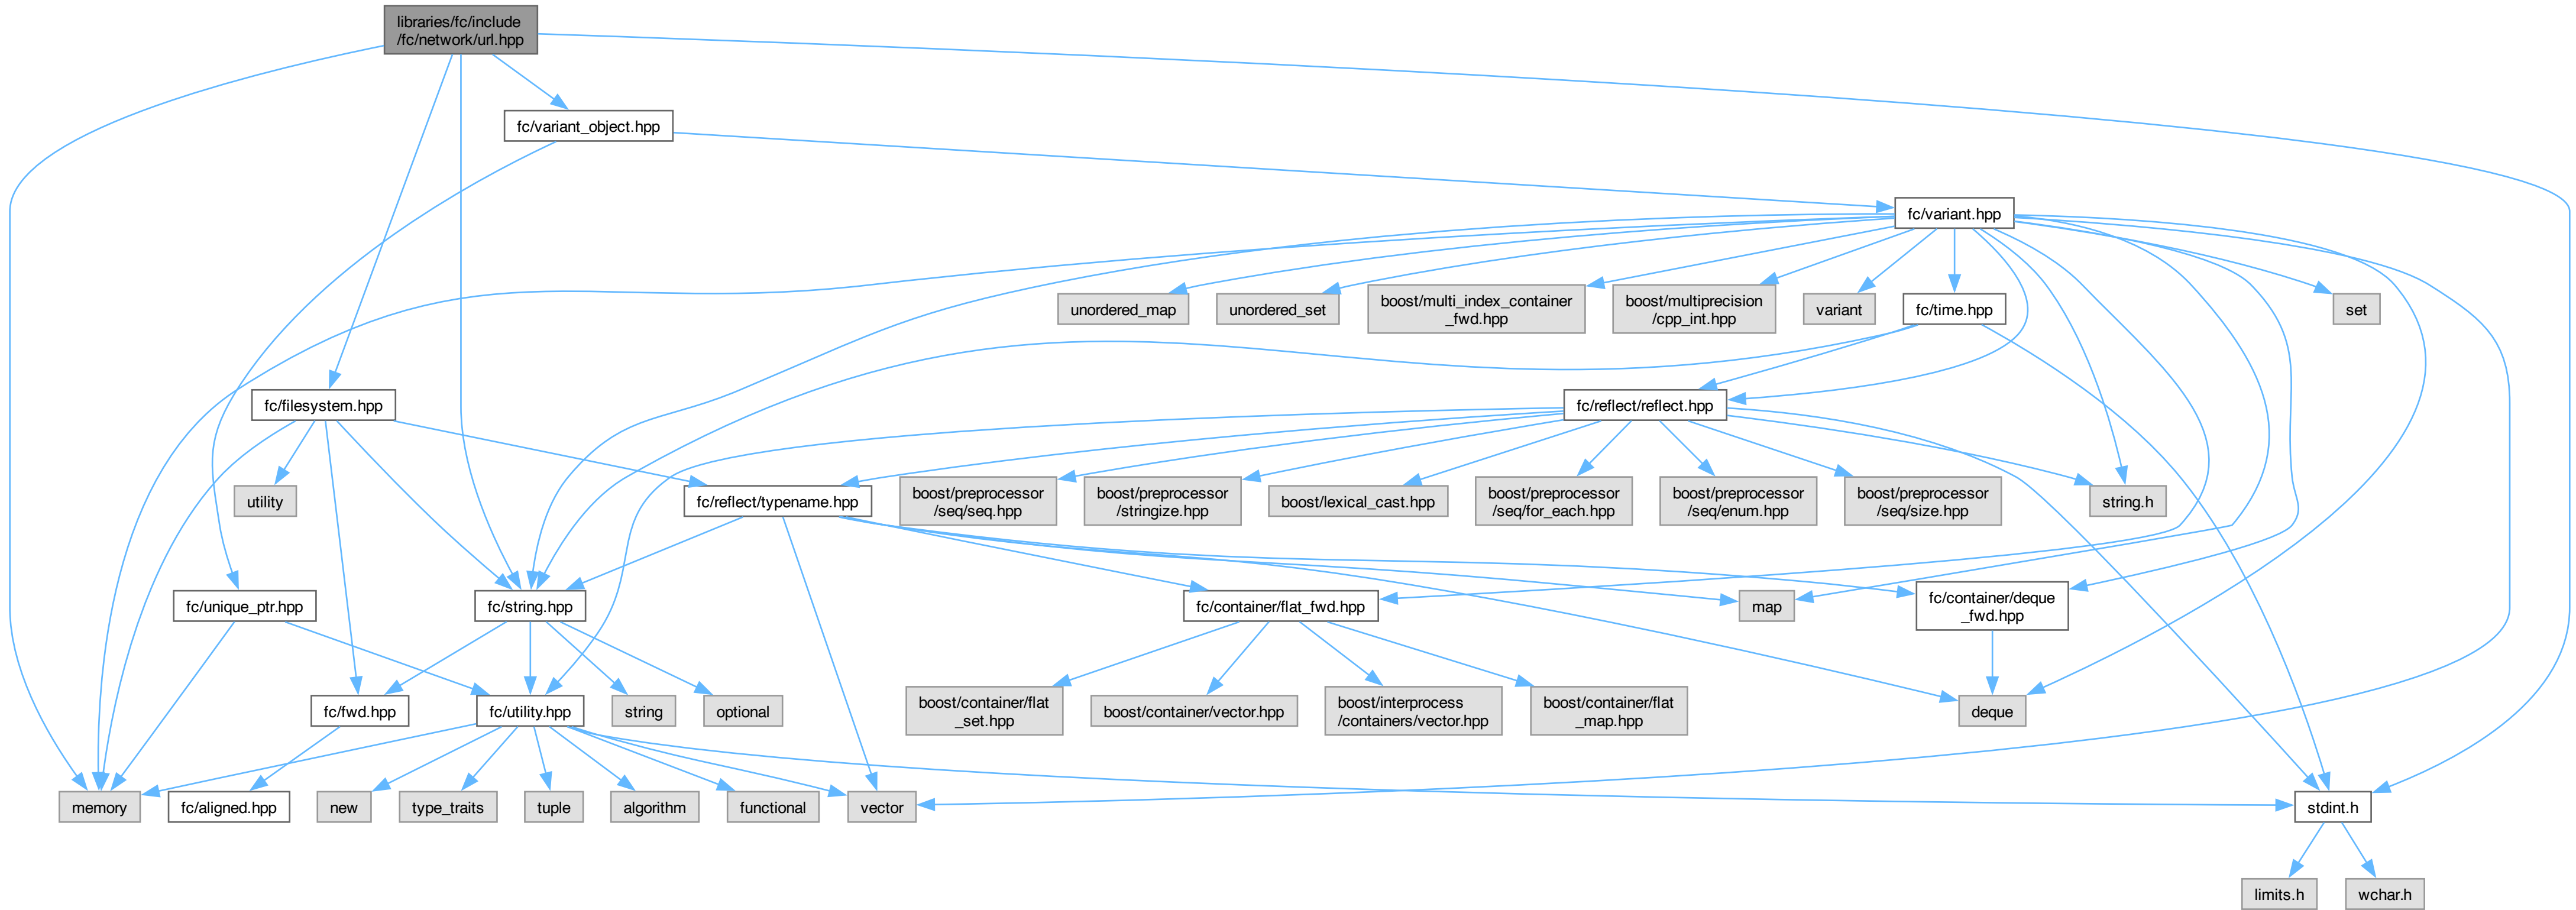 libraries/fc/include
/fc/network/url.hpp
fc/variant_object.hpp
fc/variant.hpp
unordered_map
unordered_set
boost/multi_index_container
_fwd.hpp
boost/multiprecision
/cpp_int.hpp
variant
fc/time.hpp
set
fc/filesystem.hpp
fc/reflect/reflect.hpp
utility
fc/reflect/typename.hpp
boost/preprocessor
/seq/seq.hpp
boost/preprocessor
/stringize.hpp
boost/lexical_cast.hpp
boost/preprocessor
/seq/for_each.hpp
boost/preprocessor
/seq/enum.hpp
boost/preprocessor
/seq/size.hpp
string.h
fc/unique_ptr.hpp
fc/string.hpp
fc/container/flat_fwd.hpp
map
fc/container/deque
_fwd.hpp
fc/fwd.hpp
fc/utility.hpp
string
optional
boost/container/flat
_set.hpp
boost/container/vector.hpp
boost/interprocess
/containers/vector.hpp
boost/container/flat
_map.hpp
deque
memory
fc/aligned.hpp
new
type_traits
tuple
algorithm
functional
vector
stdint.h
limits.h
wchar.h